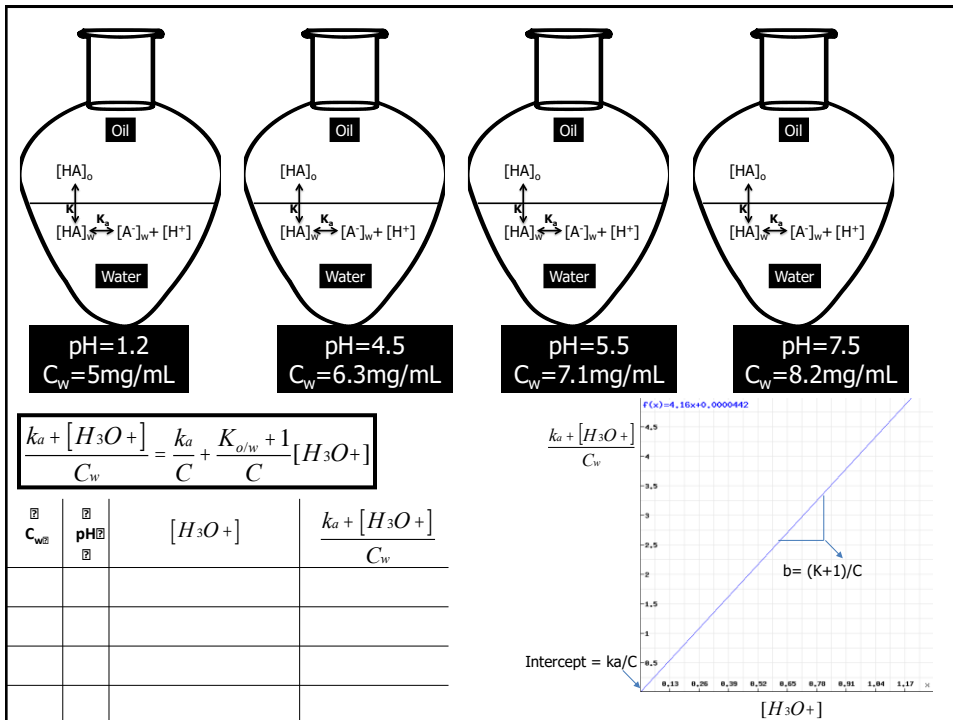 Oil
[HA]o
K
Ka
[HA]w [A-]w+ [H+]
Water
pH=1.2
Cw=5mg/mL
Oil
[HA]o
K
Ka
[HA]w [A-]w+ [H+]
Water
pH=4.5
Cw=6.3mg/mL
Oil
[HA]o
K
Ka
[HA]w [A-]w+ [H+]
Water
pH=5.5
Cw=7.1mg/mL
Oil
[HA]o
K
Ka
[HA]w [A-]w+ [H+]
Water
pH=7.5
Cw=8.2mg/mL
ka + [H3O+] / Cw = ka / C + Ko/w + 1 / C [H3O+]
Cw
pH
[H3O+]
ka + [H3O+] / Cw
f(x)=4.16x+0.0000442
ka + [H3O+] / Cw
4.5
4
3.5
3
2.5
2
1.5
1
0.5
b= (K+1)/C
Intercept = ka/C
0.13 0.26 0.39 0.52 0.65 0.78 0.91 1.04 1.17 x
[H3O+]